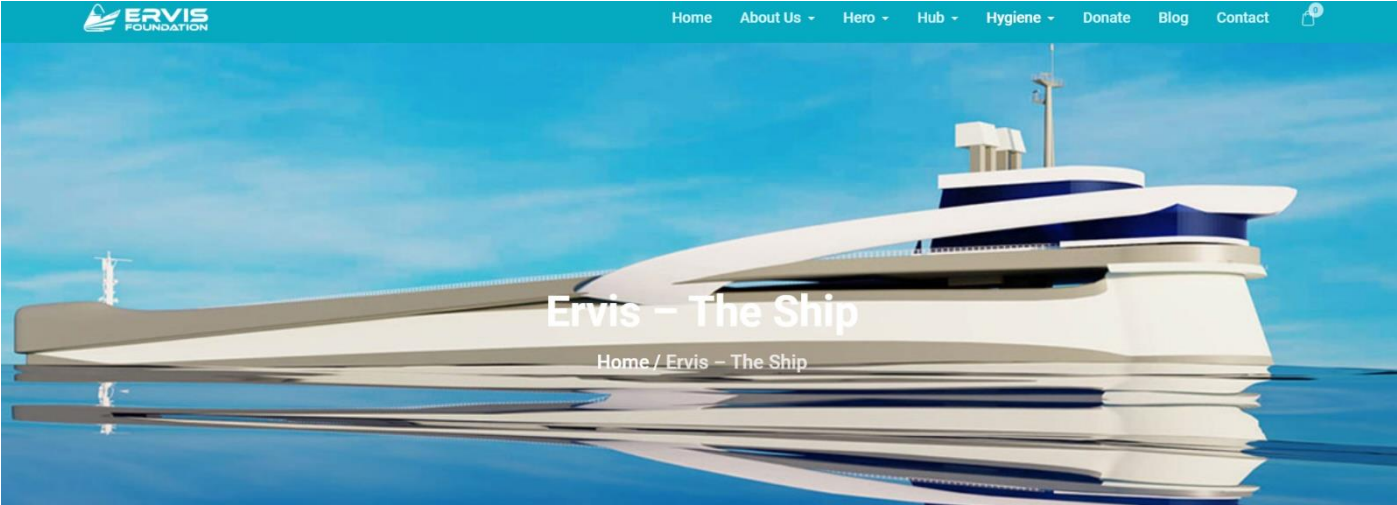 ERVIS
FOUNDATION
Home About Us Hero Hub Hygiene Donate Blog Contact 0
Ervis – The Ship
Home / Ervis – The Ship